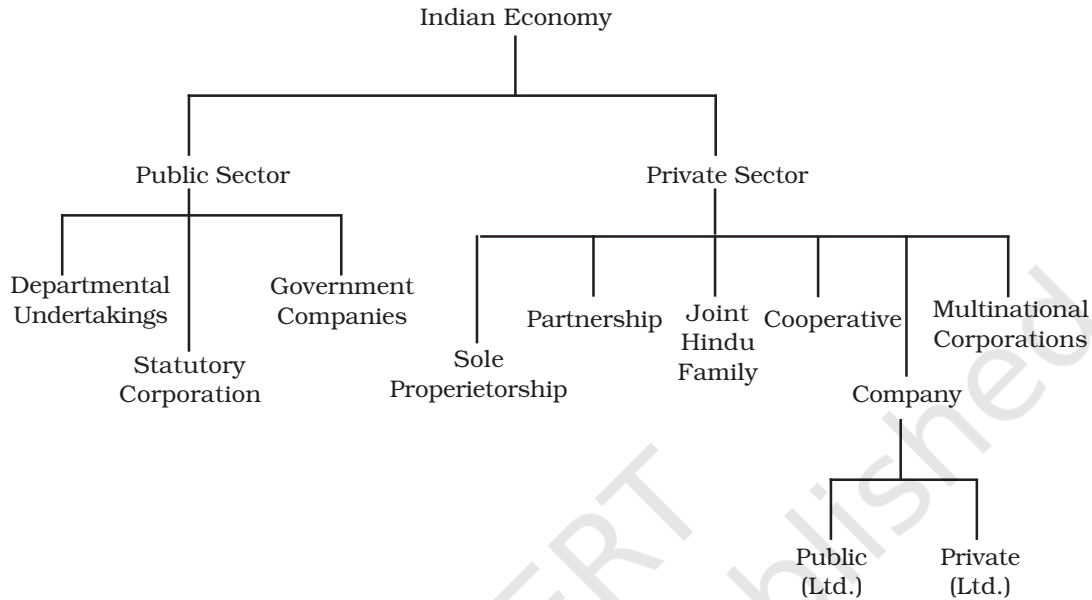 Indian Economy
Public Sector
Private Sector
Departmental
Undertakings
Statutory
Corporation
Government
Companies
Sole
Properietorship
Partnership
Joint
Hindu
Family
Cooperative
Company
Multinational
Corporations
Public
(Ltd.)
Private
(Ltd.)